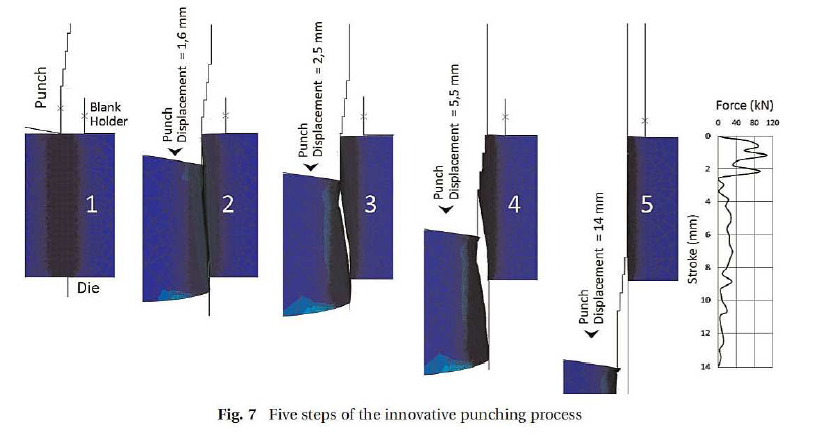 Punch
Blank
Holder
1
Die
Punch
Displacement = 1,6 mm
2
Punch
Displacement = 2,5 mm
3
Punch
Displacement = 5,5 mm
4
Punch
Displacement = 14 mm
5
Force (kN)
0 40 80 120
Stroke (mm)
0
2
4
6
8
10
12
14
Fig. 7 Five steps of the innovative punching process